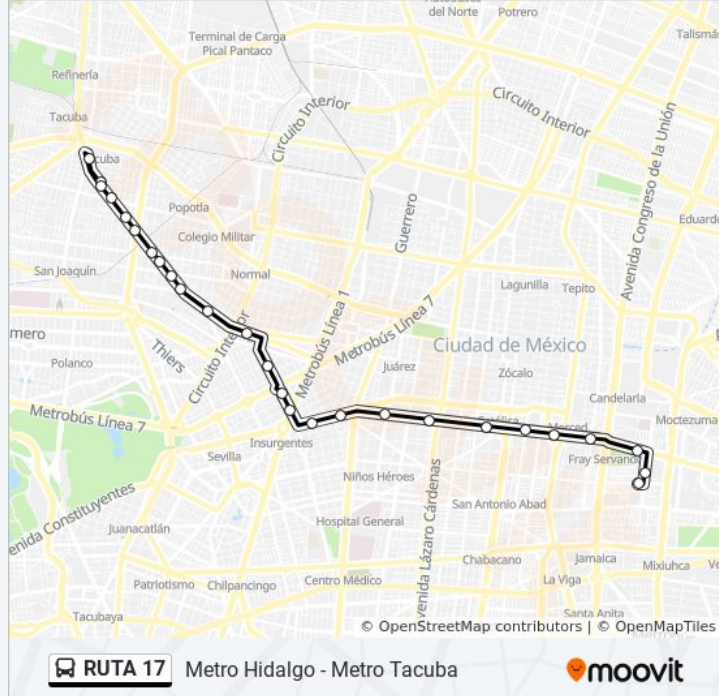 del Norte
Potrero
Talismá
Terminal de Carga
Pical Pantaco
Refinería
Circuito Interior
Circuito Interior
Tacuba
cuba
Avenida Congreso de la Unión
Popotla
Guerrero
Eduardo
Colegio Militar
San Joaquín
Normal
Lagunilla
Tepito
Metrobús Línea 1
Metrobús Línea 7
mero
Thiers
Circuito Interior
Ciudad de México
Polanco
Juárez
Zócalo
Candelaria
Metrobús Línea 7
Moctezuma
Merced
Insurgentes
Sevilla
Fray Servando
Niños Héroes
enida Constituyentes
Avenida Lázaro Cárdenas
San Antonio Abad
Juanacatlán
Hospital General
Chabacano
Jamaica
Mixiuhca
Ve
Patriotismo
Chilpancingo
Centro Médico
La Viga
Tacubaya
Santa Anita
© OpenStreetMap contributors | © OpenMapTiles
RUTA 17
Metro Hidalgo - Metro Tacuba
moovit